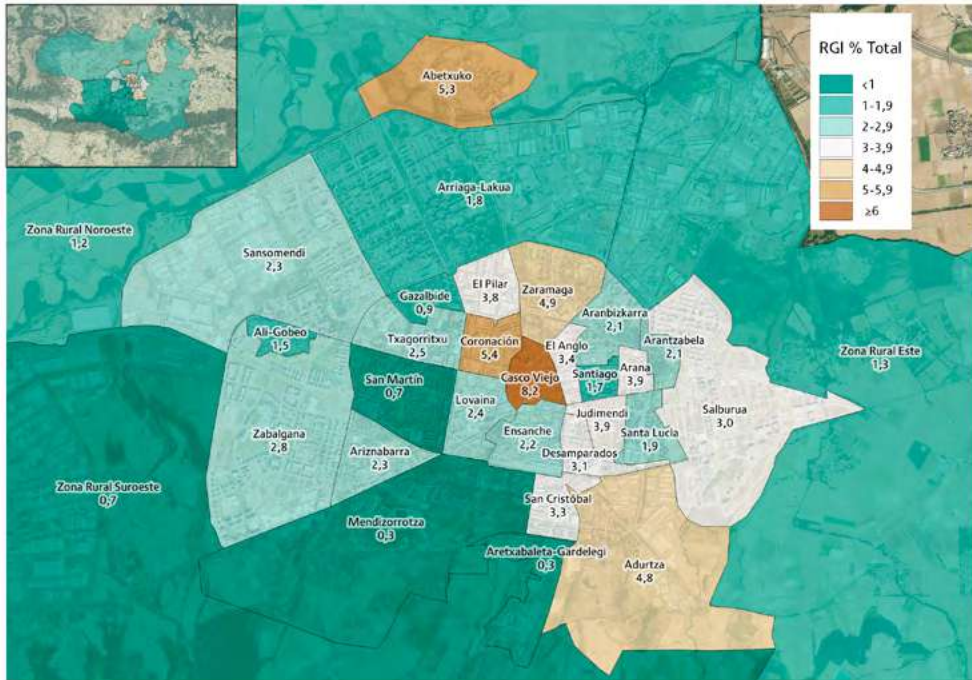 RGI % Total
<1
1-1,9
2-2,9
3-3,9
4-4,9
5-5,9
≥6
Abetxuko
5,3
Arriaga-Lakua
1,8
Zona Rural Noroeste
1,2
Sansomendi
2,3
El Pilar
3,8
Zaramaga
4,9
Gazalbide
0,9
Aranbizkarra
2,1
Ali-Gobeo
1,5
Txagorritxu
2,5
Coronación
5,4
El Anglo
3,4
Arantzabela
2,1
Zona Rural Este
1,3
San Martín
0,7
Casco Viejo
8,2
Santiago
1,7
Arana
3,9
Lovaina
2,4
Judimendi
3,9
Salburua
3,0
Zabalgana
2,8
Ensanche
2,2
Santa Lucía
1,9
Ariznabarra
2,3
Desamparados
3,1
Zona Rural Suroeste
0,7
San Cristóbal
3,3
Mendizorrotza
0,3
Aretxabaleta-Gardelegi
0,3
Adurtza
4,8